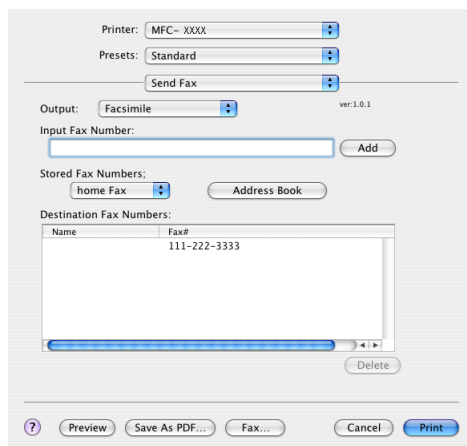 Printer: MFC- XXXX
Presets: Standard
Send Fax
Output: Facsimile ver:1.0.1
Input Fax Number:
Add
Stored Fax Numbers;
home Fax Address Book
Destination Fax Numbers:
Name Fax#
111-222-3333
Delete
? Preview Save As PDF... Fax... Cancel Print